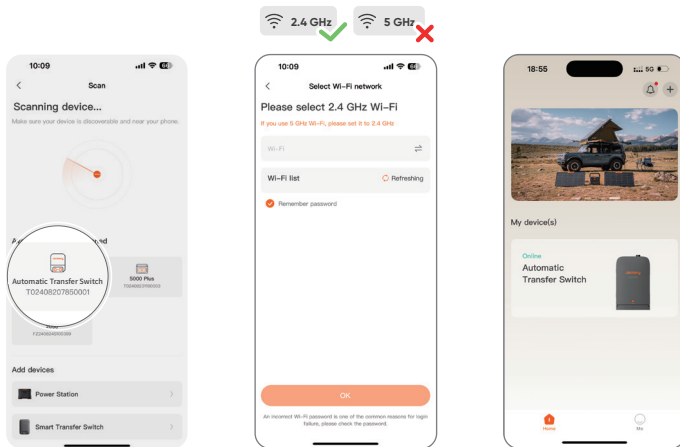 2.4 GHz
5 GHz
10:09
Scan
Scanning device...
Make sure your device is discoverable and near your phone.
Automatic Transfer Switch
T02408207850001
5000 Plus
Add devices
Power Station
Smart Transfer Switch
10:09
Select Wi-Fi network
Please select 2.4 GHz Wi-Fi
If you use 5 GHz Wi-Fi, please set it to 2.4 GHz
Wi-Fi
Wi-Fi list
Refreshing
Remember password
OK
An incorrect Wi-Fi password is one of the common reasons for login
failure, please check the password.
18:55
5G
My device(s)
Online
Automatic
Transfer Switch
Home
Me